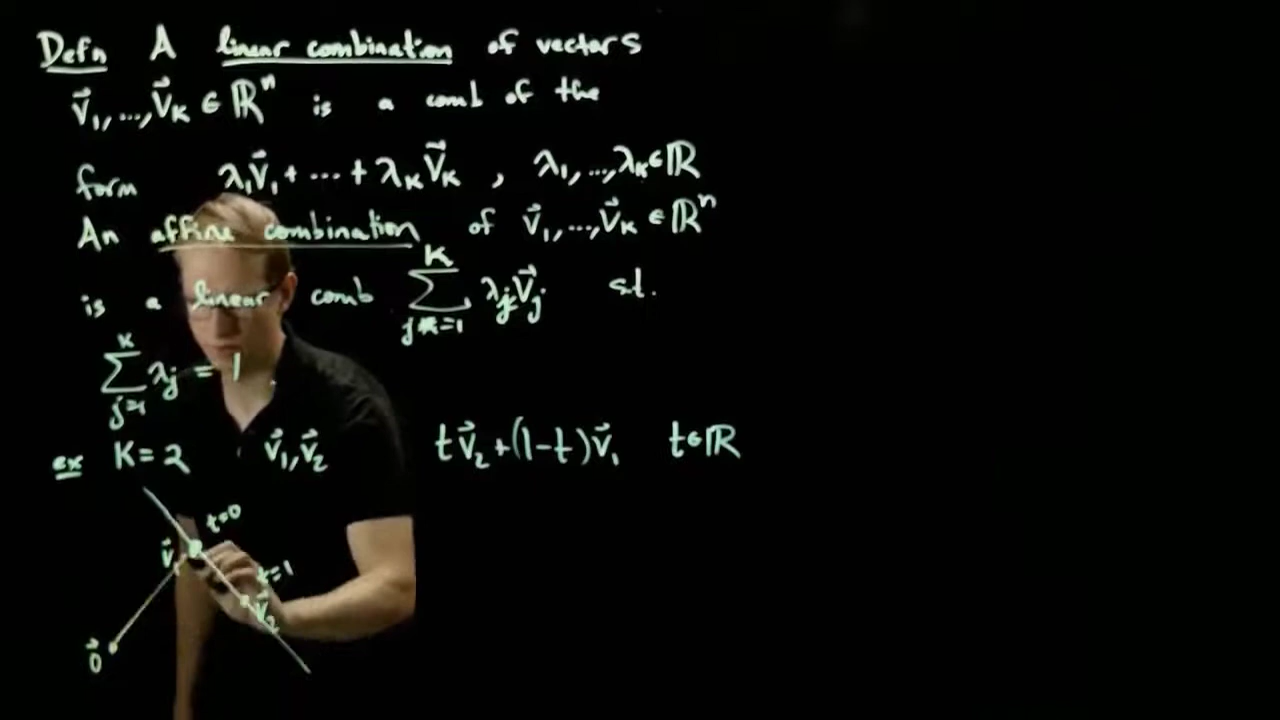 Defn A linear combination of vectors
v⃗₁,...,v⃗ₖ ∈ ℝⁿ is a comb of the
form λ₁v⃗₁ + ··· + λₖv⃗ₖ , λ₁,...,λₖ∈ℝ
An affine combination of v⃗₁,...,v⃗ₖ ∈ ℝⁿ
is a linear comb ∑ⱼ₌₁ᴷ λⱼv⃗ⱼ s.t.
∑ⱼ₌₁ᴷ λⱼ = 1
ex K = 2 v⃗₁, v⃗₂ tv⃗₂+(1-t)v⃗₁ t∈ℝ
t=0
v⃗₁
t=1
v⃗₂
0⃗